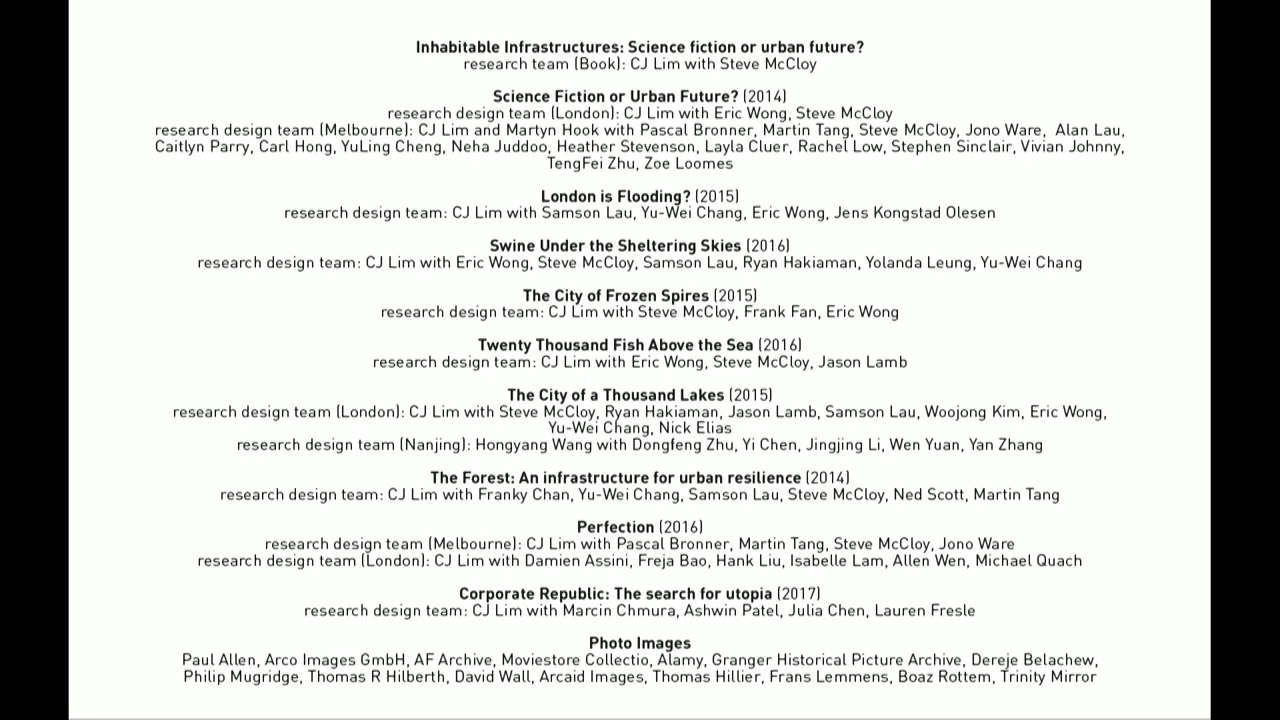 Inhabitable Infrastructures: Science fiction or urban future?
research team (Book): CJ Lim with Steve McCloy
Science Fiction or Urban Future? (2014)
research design team (London): CJ Lim with Eric Wong, Steve McCloy
research design team (Melbourne): CJ Lim and Martyn Hook with Pascal Bronner, Martin Tang, Steve McCloy, Jono Ware, Alan Lau,
Caitlyn Parry, Carl Hong, YuLing Cheng, Neha Juddoo, Heather Stevenson, Layla Cluer, Rachel Low, Stephen Sinclair, Vivian Johnny,
TengFei Zhu, Zoe Loomes
London is Flooding? (2015)
research design team: CJ Lim with Samson Lau, Yu-Wei Chang, Eric Wong, Jens Kongstad Olesen
Swine Under the Sheltering Skies (2016)
research design team: CJ Lim with Eric Wong, Steve McCloy, Samson Lau, Ryan Hakiaman, Yolanda Leung, Yu-Wei Chang
The City of Frozen Spires (2015)
research design team: CJ Lim with Steve McCloy, Frank Fan, Eric Wong
Twenty Thousand Fish Above the Sea (2016)
research design team: CJ Lim with Eric Wong, Steve McCloy, Jason Lamb
The City of a Thousand Lakes (2015)
research design team (London): CJ Lim with Steve McCloy, Ryan Hakiaman, Jason Lamb, Samson Lau, Woojong Kim, Eric Wong,
Yu-Wei Chang, Nick Elias
research design team (Nanjing): Hongyang Wang with Dongfeng Zhu, Yi Chen, Jingjing Li, Wen Yuan, Yan Zhang
The Forest: An infrastructure for urban resilience (2014)
research design team: CJ Lim with Franky Chan, Yu-Wei Chang, Samson Lau, Steve McCloy, Ned Scott, Martin Tang
Perfection (2016)
research design team (Melbourne): CJ Lim with Pascal Bronner, Martin Tang, Steve McCloy, Jono Ware
research design team (London): CJ Lim with Damien Assini, Freja Bao, Hank Liu, Isabelle Lam, Allen Wen, Michael Quach
Corporate Republic: The search for utopia (2017)
research design team: CJ Lim with Marcin Chmura, Ashwin Patel, Julia Chen, Lauren Fresle
Photo Images
Paul Allen, Arco Images GmbH, AF Archive, Moviestore Collectio, Alamy, Granger Historical Picture Archive, Dereje Belachew,
Philip Mugridge, Thomas R Hilberth, David Wall, Arcaid Images, Thomas Hillier, Frans Lemmens, Boaz Rottem, Trinity Mirror